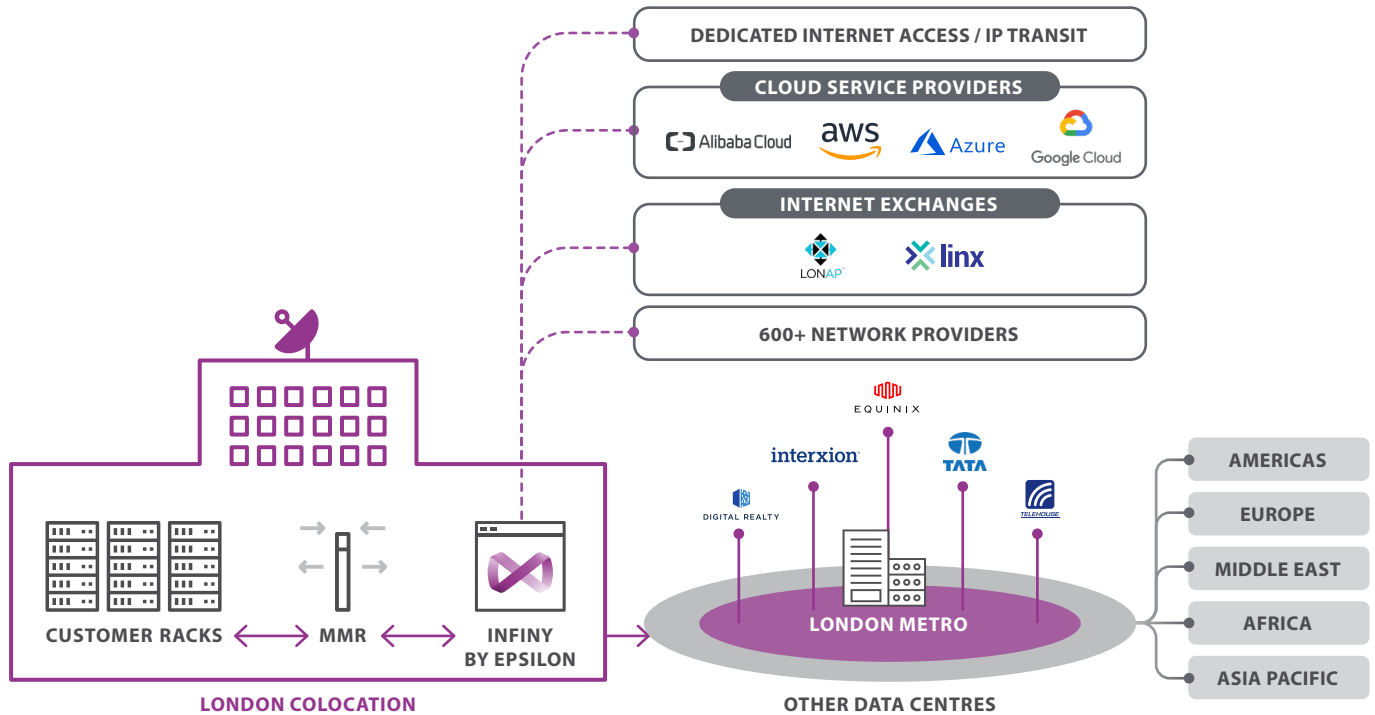 DEDICATED INTERNET ACCESS / IP TRANSIT
CLOUD SERVICE PROVIDERS
Alibaba Cloud
aws
Azure
Google Cloud
INTERNET EXCHANGES
LONAP
linx
600+ NETWORK PROVIDERS
EQUINIX
interxion
TATA
DIGITAL REALTY
TELEHOUSE
AMERICAS
EUROPE
MIDDLE EAST
AFRICA
ASIA PACIFIC
CUSTOMER RACKS
MMR
INFINY
BY EPSILON
LONDON METRO
LONDON COLOCATION
OTHER DATA CENTRES